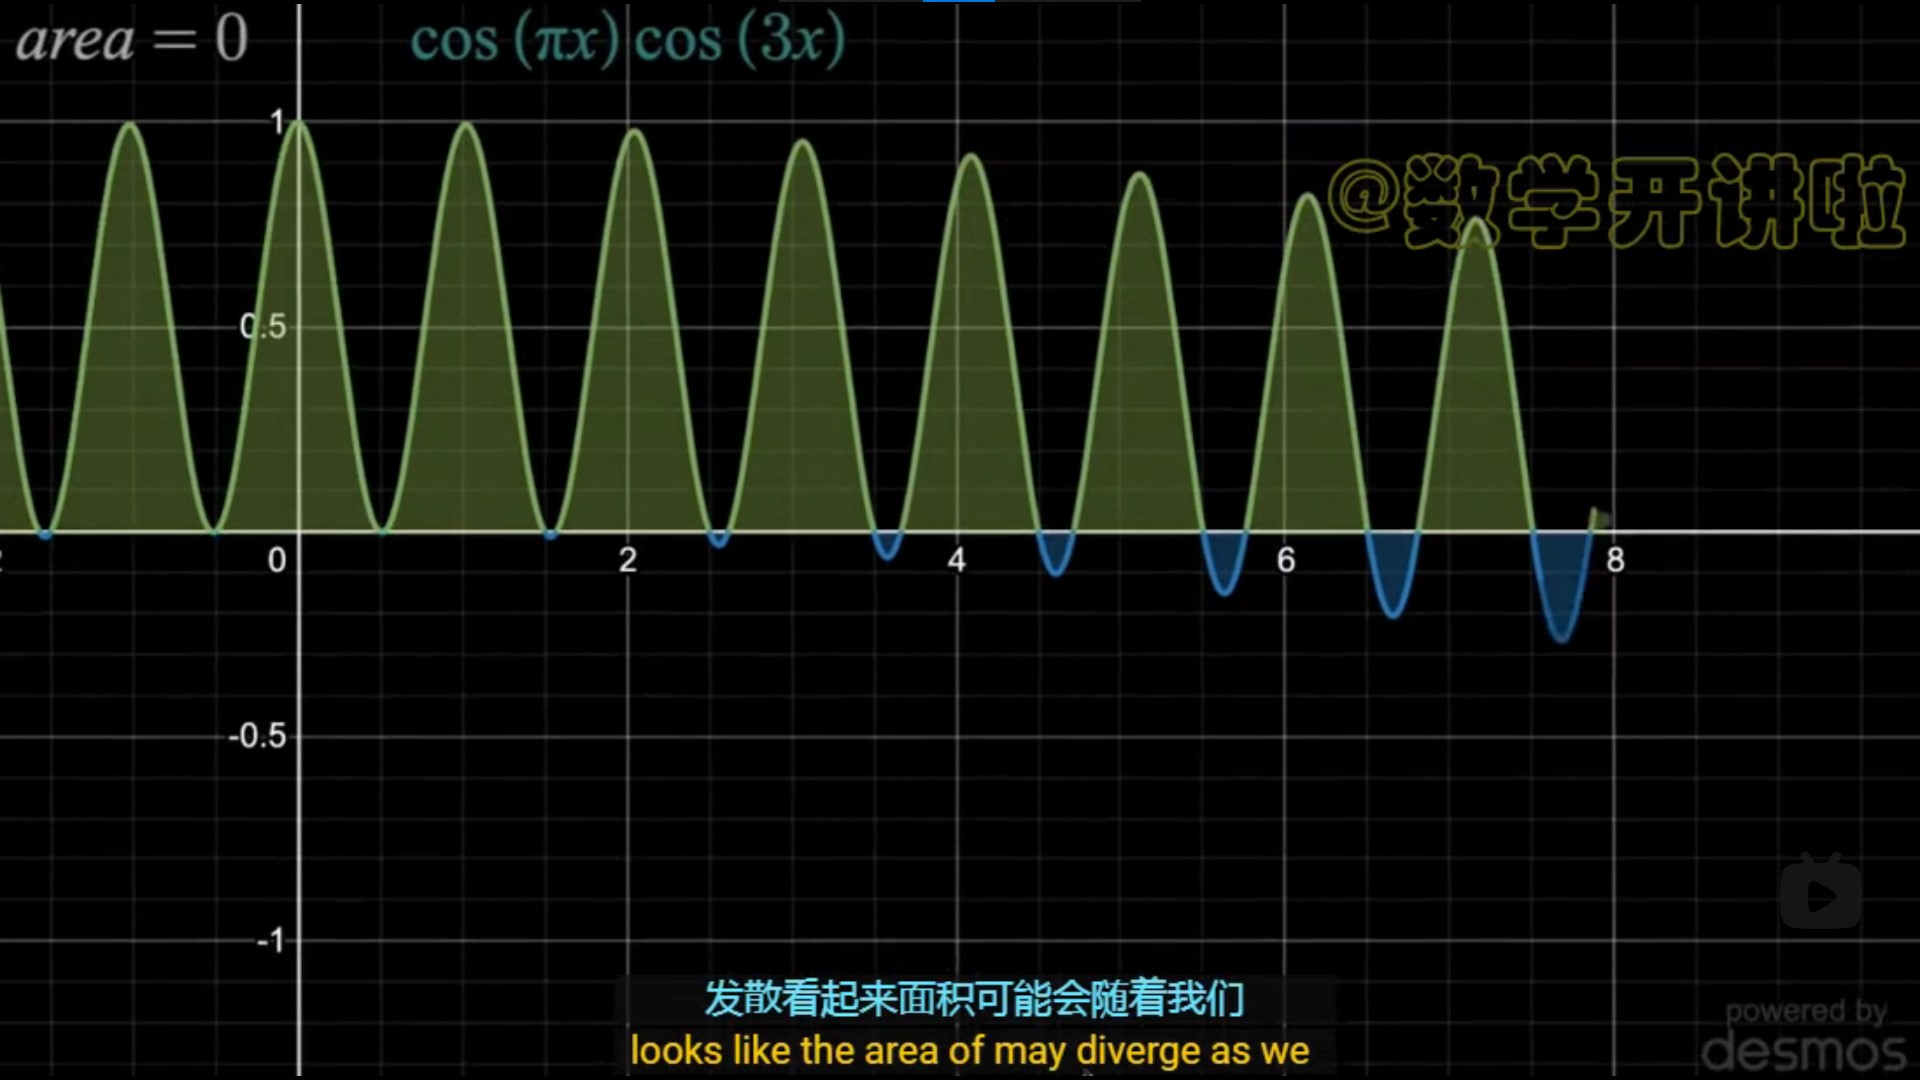 area = 0
cos (πx) cos (3x)
1
@数学开讲啦
0.5
0
2
4
6
8
-0.5
-1
发散看起来面积可能会随着我们
looks like the area of may diverge as we
powered by
desmos